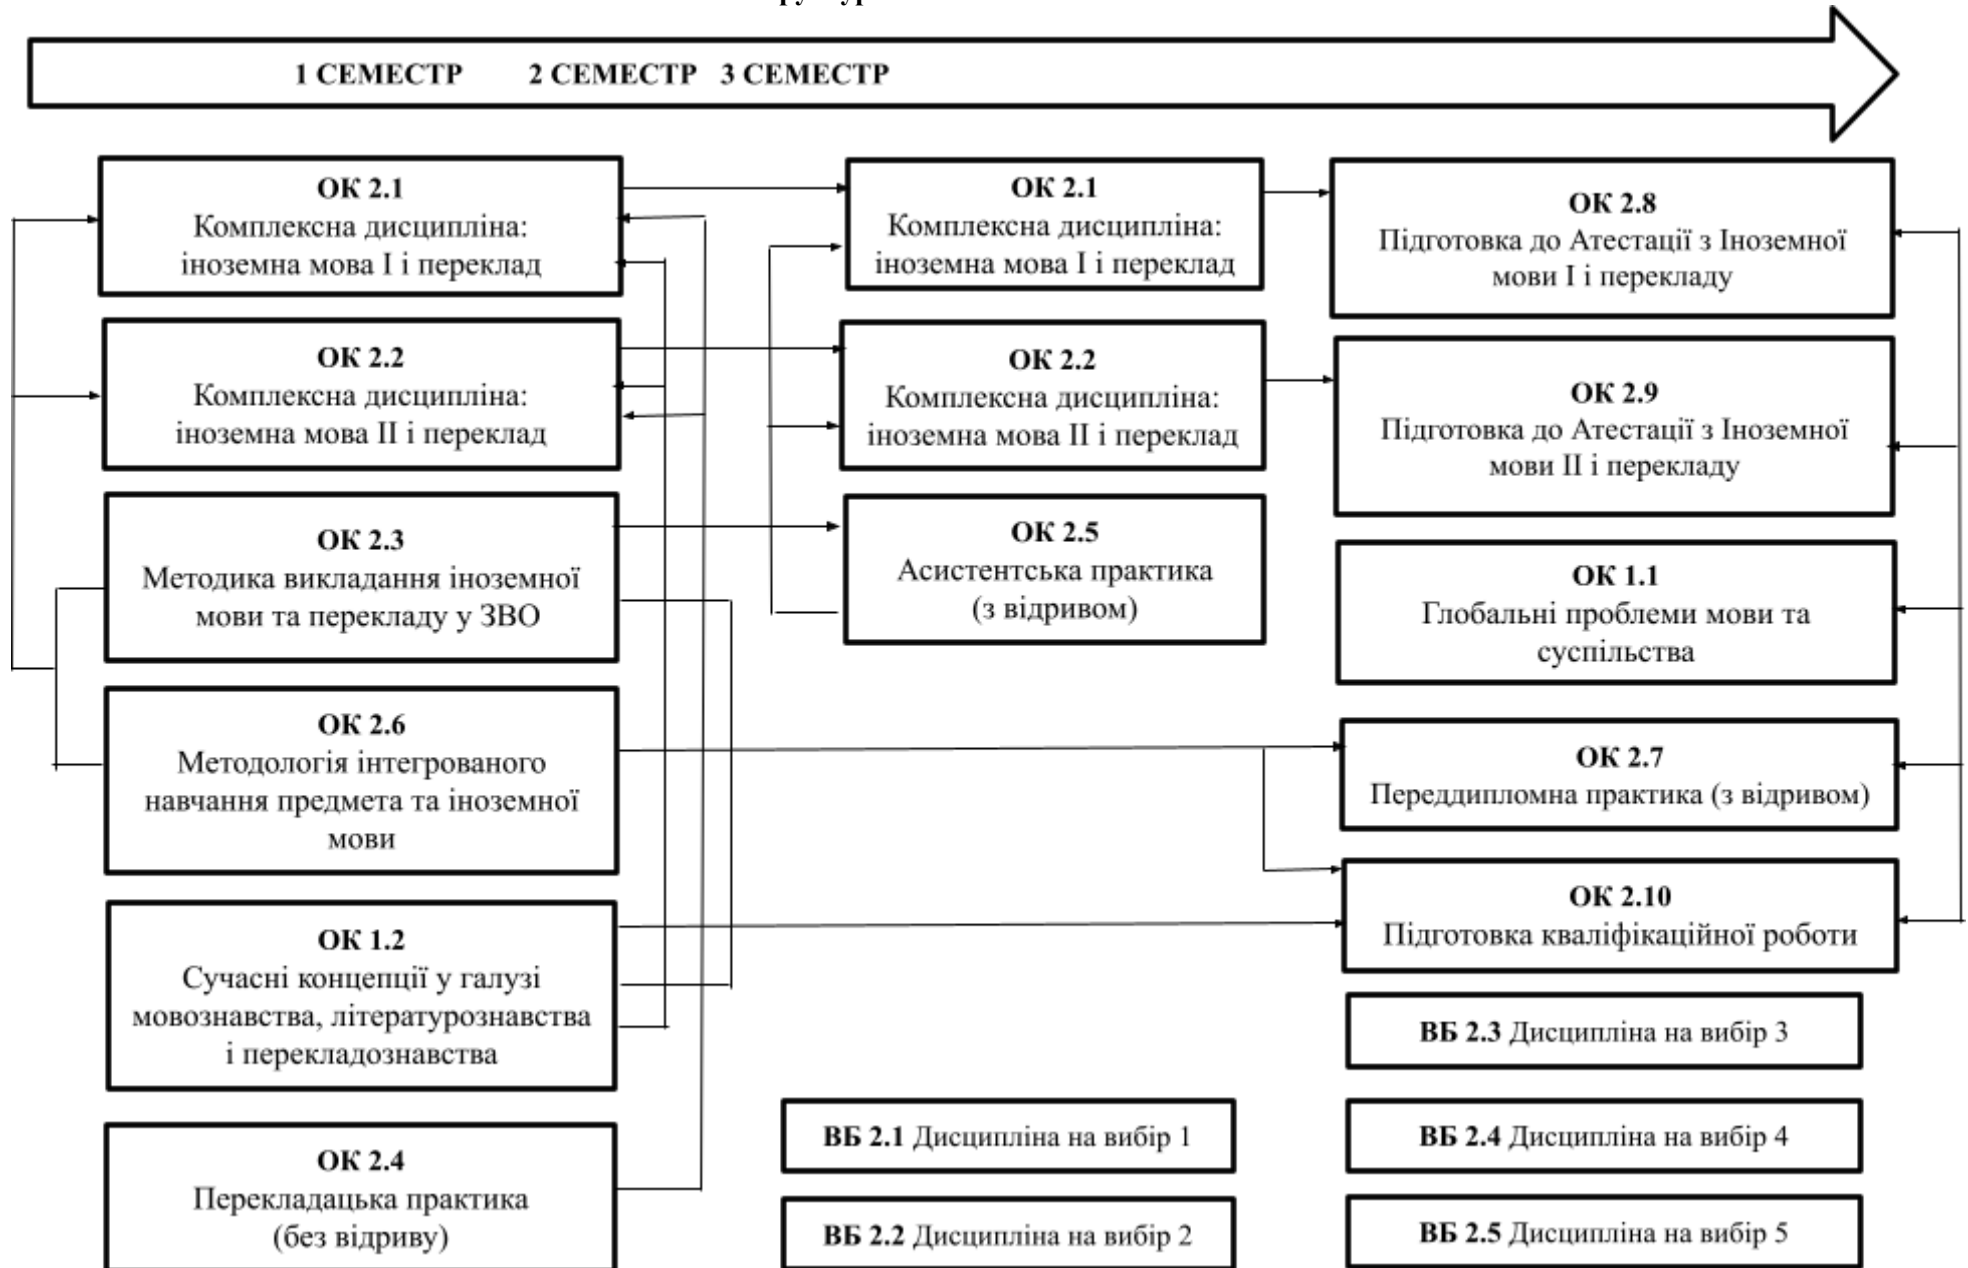 1 СЕМЕСТР 2 СЕМЕСТР 3 СЕМЕСТР
ОК 2.1
Комплексна дисципліна:
іноземна мова І і переклад
ОК 2.2
Комплексна дисципліна:
іноземна мова ІІ і переклад
ОК 2.3
Методика викладання іноземної
мови та перекладу у ЗВО
ОК 2.6
Методологія інтегрованого
навчання предмета та іноземної
мови
ОК 1.2
Сучасні концепції у галузі
мовознавства, літературознавства
і перекладознавства
ОК 2.4
Перекладацька практика
(без відриву)
ОК 2.1
Комплексна дисципліна:
іноземна мова І і переклад
ОК 2.2
Комплексна дисципліна:
іноземна мова ІІ і переклад
ОК 2.5
Асистентська практика
(з відривом)
ВБ 2.1 Дисципліна на вибір 1
ВБ 2.2 Дисципліна на вибір 2
ОК 2.8
Підготовка до Атестації з Іноземної
мови І і перекладу
ОК 2.9
Підготовка до Атестації з Іноземної
мови ІІ і перекладу
ОК 1.1
Глобальні проблеми мови та
суспільства
ОК 2.7
Переддипломна практика (з відривом)
ОК 2.10
Підготовка кваліфікаційної роботи
ВБ 2.3 Дисципліна на вибір 3
ВБ 2.4 Дисципліна на вибір 4
ВБ 2.5 Дисципліна на вибір 5